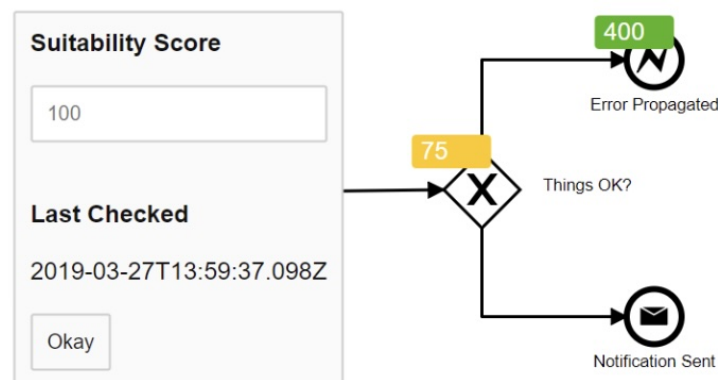 Suitability Score
100
Last Checked
2019-03-27T13:59:37.098Z
Okay
400
Error Propagated
75
X
Things OK?
Notification Sent